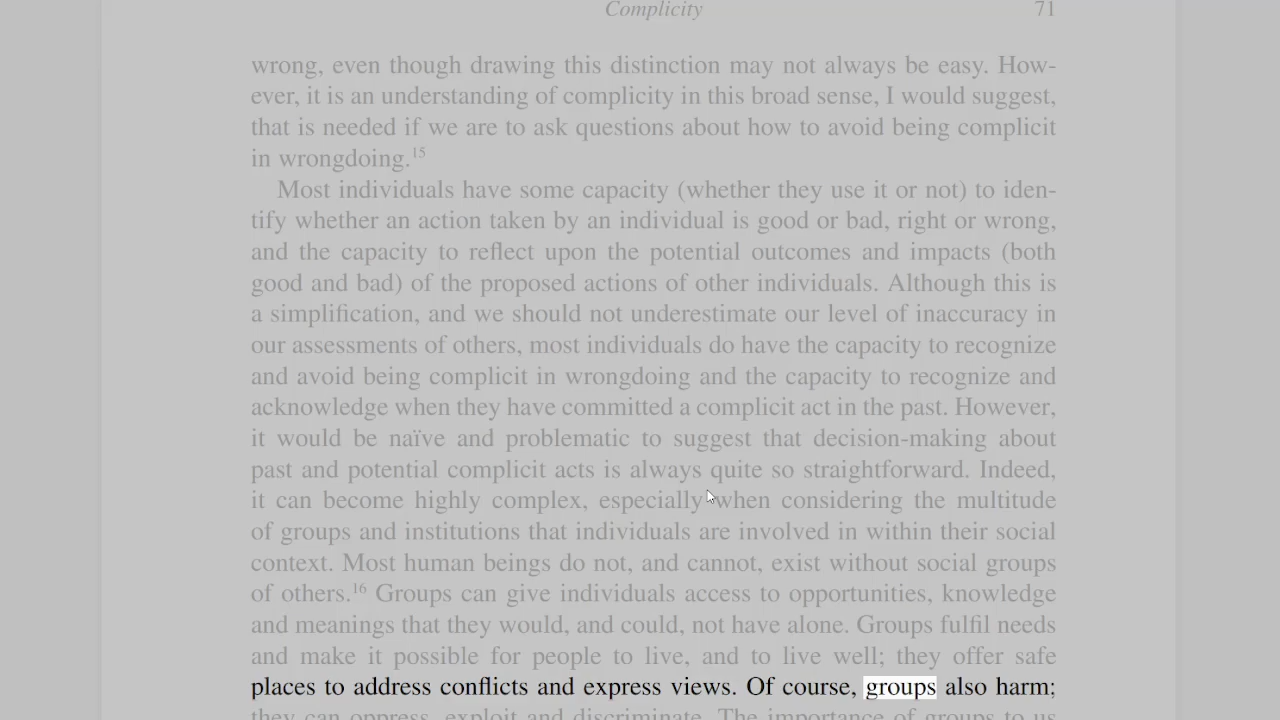 Complicity 71
wrong, even though drawing this distinction may not always be easy. How-
ever, it is an understanding of complicity in this broad sense, I would suggest,
that is needed if we are to ask questions about how to avoid being complicit
in wrongdoing.15
Most individuals have some capacity (whether they use it or not) to iden-
tify whether an action taken by an individual is good or bad, right or wrong,
and the capacity to reflect upon the potential outcomes and impacts (both
good and bad) of the proposed actions of other individuals. Although this is
a simplification, and we should not underestimate our level of inaccuracy in
our assessments of others, most individuals do have the capacity to recognize
and avoid being complicit in wrongdoing and the capacity to recognize and
acknowledge when they have committed a complicit act in the past. However,
it would be naïve and problematic to suggest that decision-making about
past and potential complicit acts is always quite so straightforward. Indeed,
it can become highly complex, especially when considering the multitude
of groups and institutions that individuals are involved in within their social
context. Most human beings do not, and cannot, exist without social groups
of others.16 Groups can give individuals access to opportunities, knowledge
and meanings that they would, and could, not have alone. Groups fulfil needs
and make it possible for people to live, and to live well; they offer safe
places to address conflicts and express views. Of course, groups also harm;
they can oppress, exploit and discriminate. The importance of groups to us